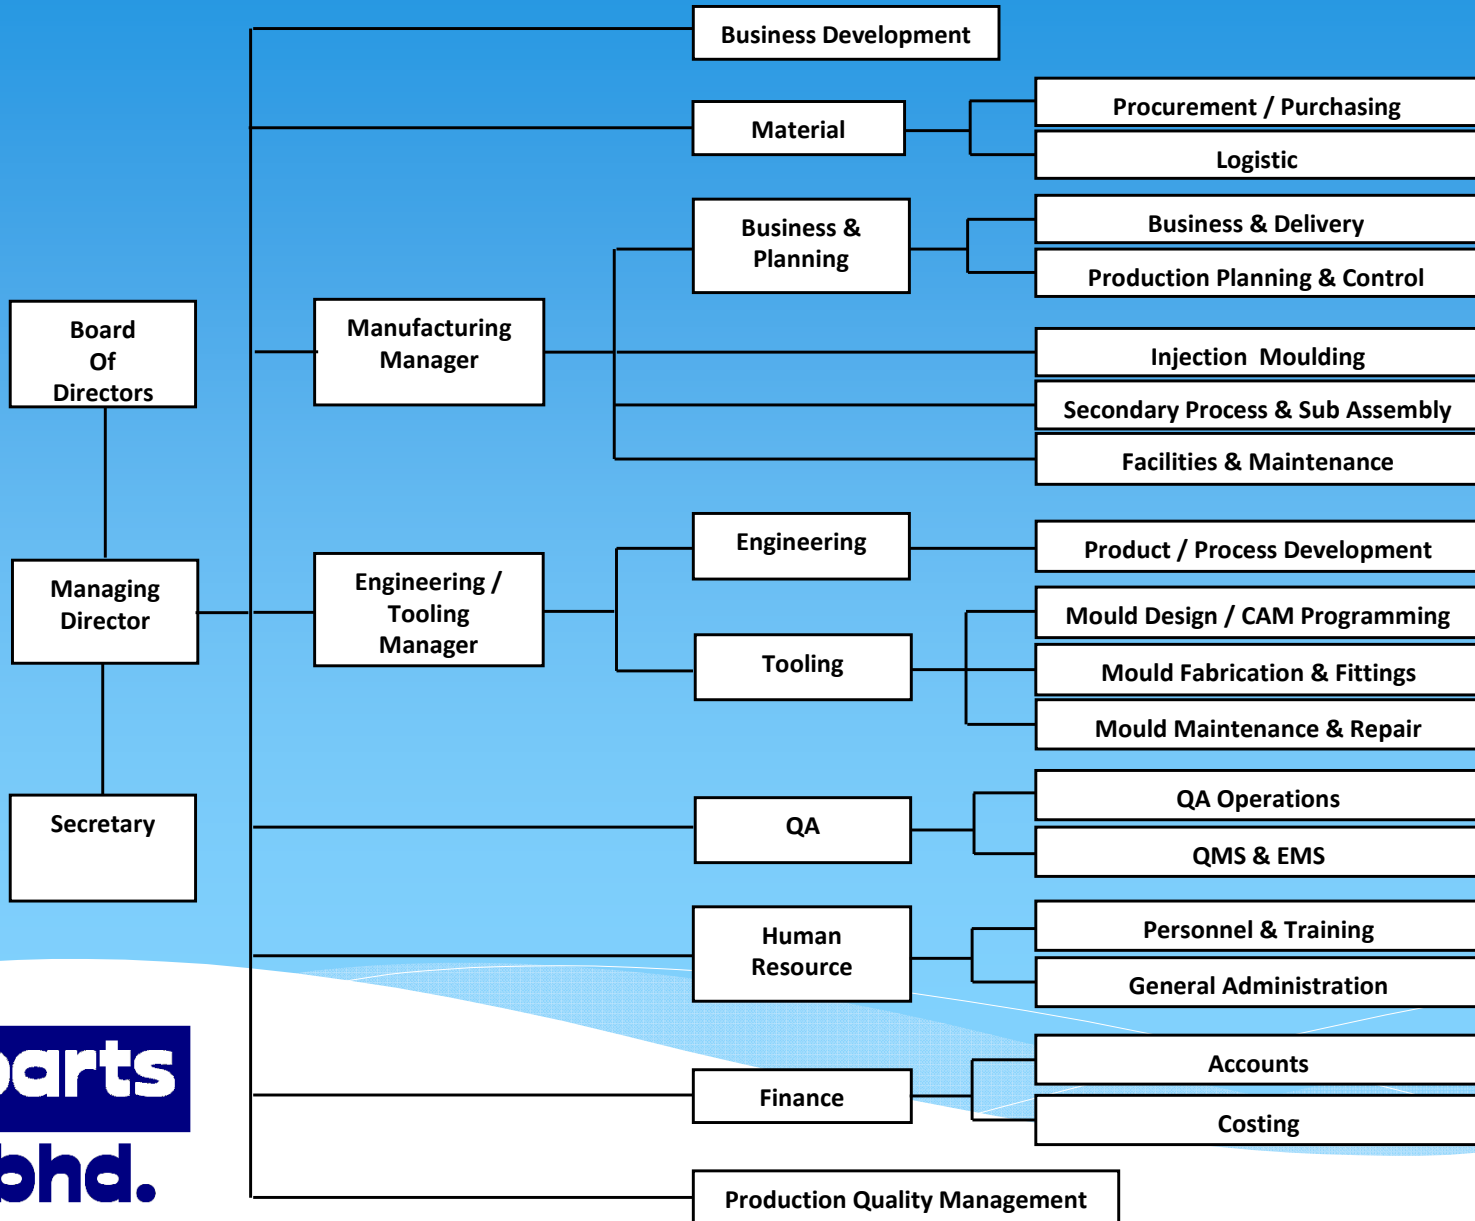 Business Development
Material
Procurement / Purchasing
Logistic
Business &
Planning
Business & Delivery
Production Planning & Control
Board
Of
Directors
Manufacturing
Manager
Injection Moulding
Secondary Process & Sub Assembly
Facilities & Maintenance
Managing
Director
Engineering /
Tooling
Manager
Engineering
Product / Process Development
Tooling
Mould Design / CAM Programming
Mould Fabrication & Fittings
Mould Maintenance & Repair
Secretary
QA
QA Operations
QMS & EMS
Human
Resource
Personnel & Training
General Administration
Finance
Accounts
Costing
Production Quality Management
parts
bhd.